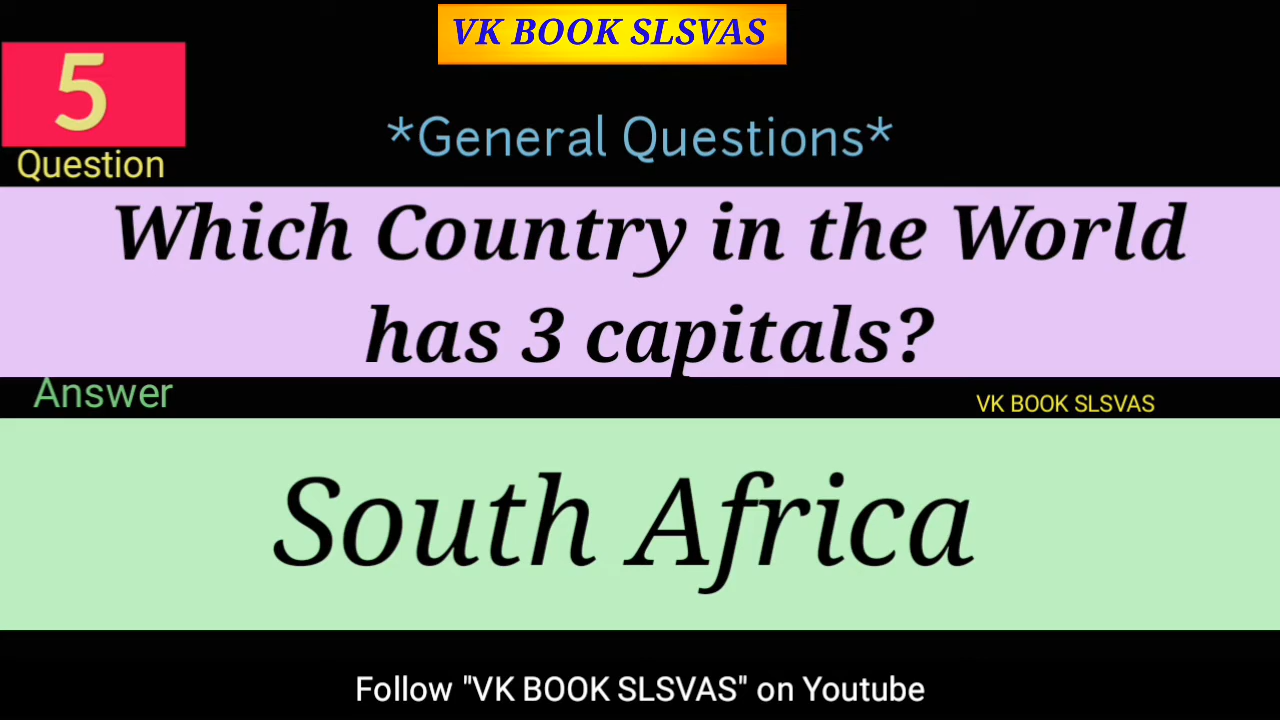 VK BOOK SLSVAS
5
Question
*General Questions*
Which Country in the World
has 3 capitals?
Answer
VK BOOK SLSVAS
South Africa
Follow "VK BOOK SLSVAS" on Youtube